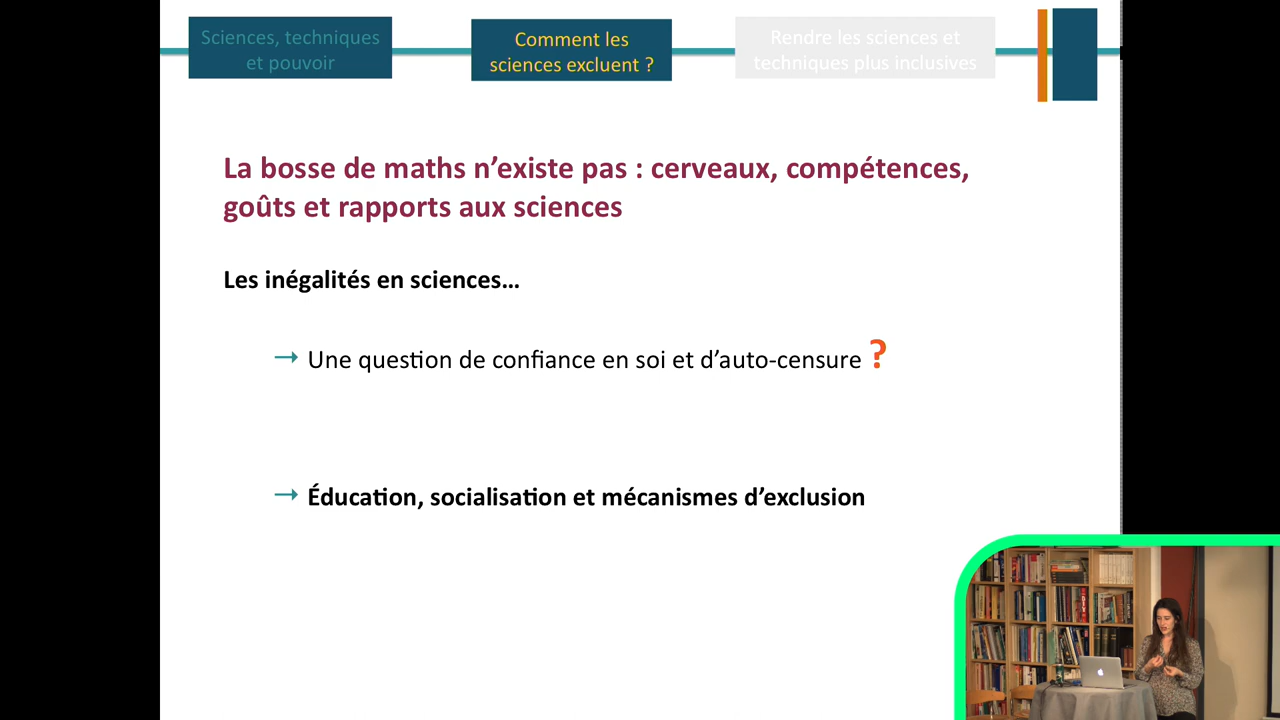 Sciences, techniques
et pouvoir
Comment les
sciences excluent ?
Rendre les sciences et
techniques plus inclusives
La bosse de maths n’existe pas : cerveaux, compétences,
goûts et rapports aux sciences
Les inégalités en sciences…
→ Une question de confiance en soi et d’auto-censure ?
→ Éducation, socialisation et mécanismes d’exclusion